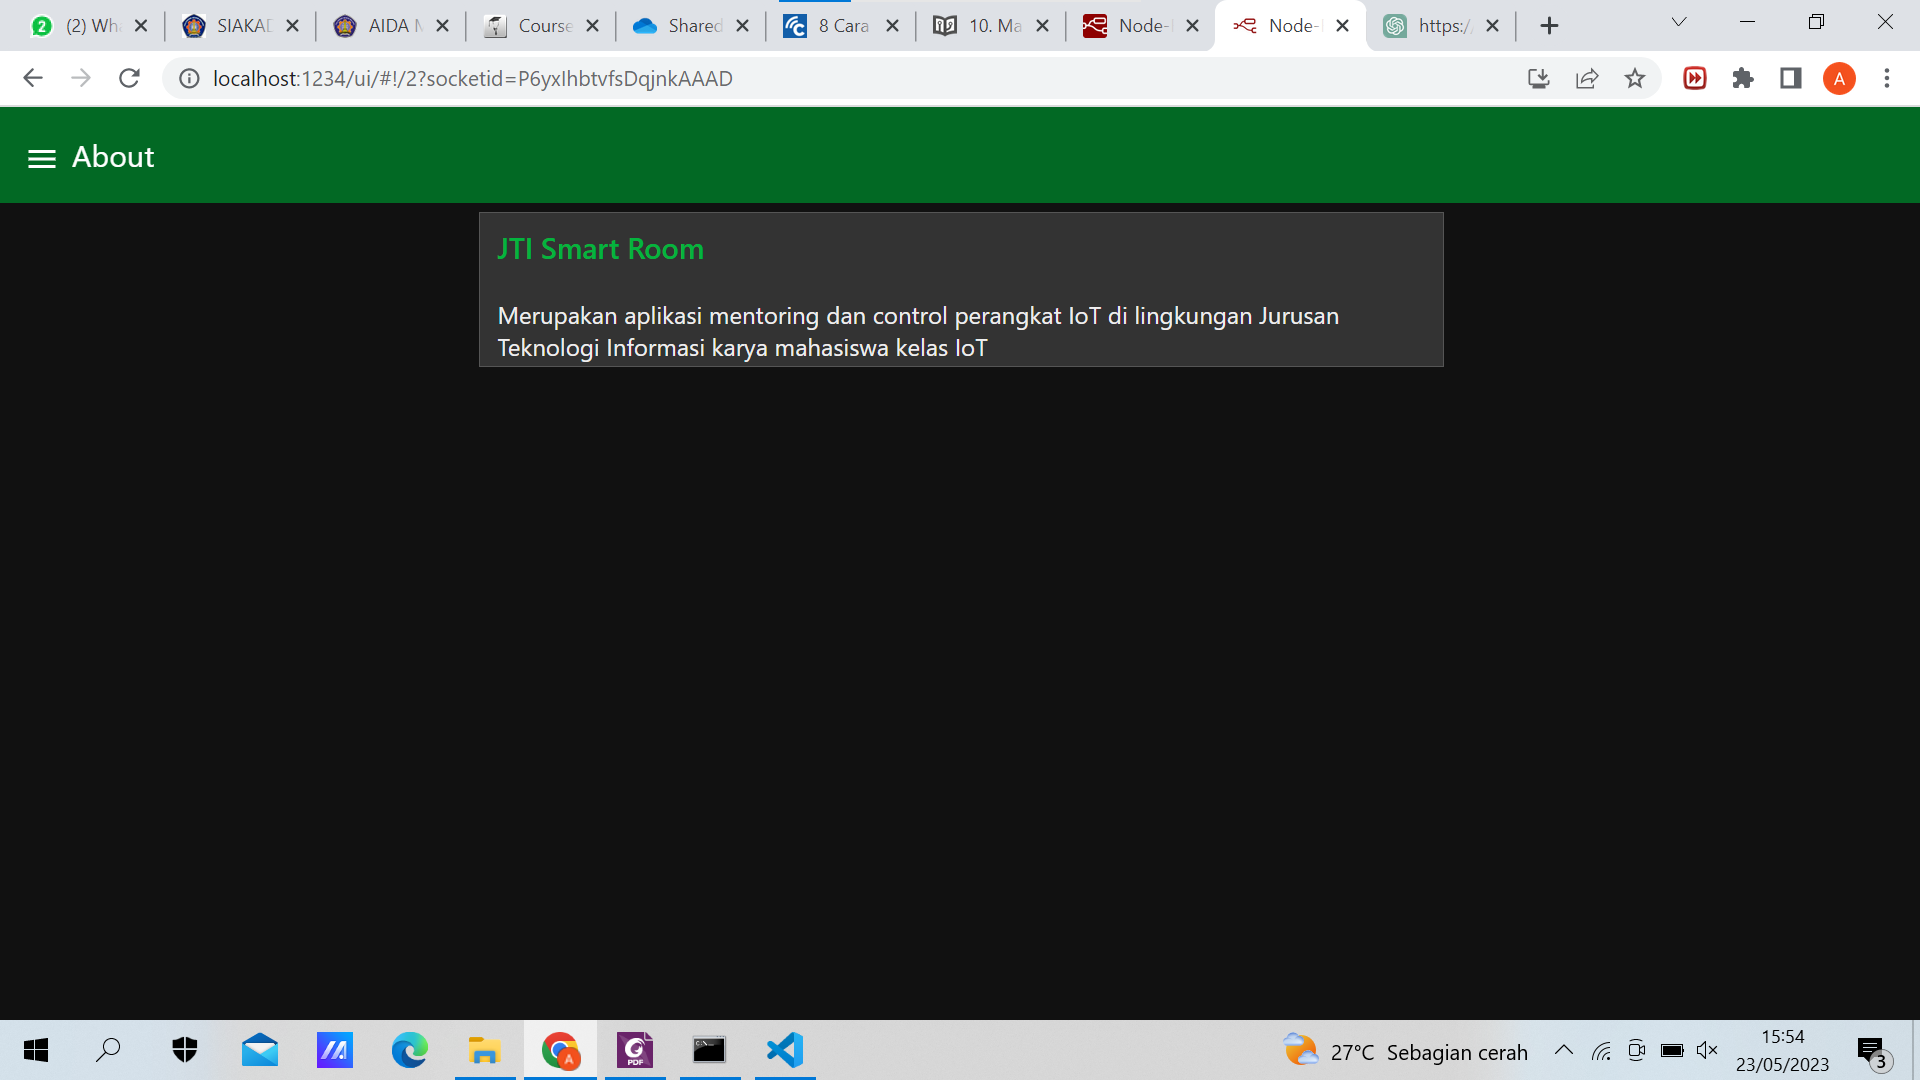 2 (2) Wh
SIAKAD
AIDA M
Course
Shared
8 Cara
10. Ma
Node-
Node-
https:/
localhost:1234/ui/#!/2?socketid=P6yxIhbtvfsDqjnkAAAD
A
About
JTI Smart Room
Merupakan aplikasi mentoring dan control perangkat IoT di lingkungan Jurusan
Teknologi Informasi karya mahasiswa kelas IoT
A
PDF
27°C Sebagian cerah
15:54
23/05/2023
3